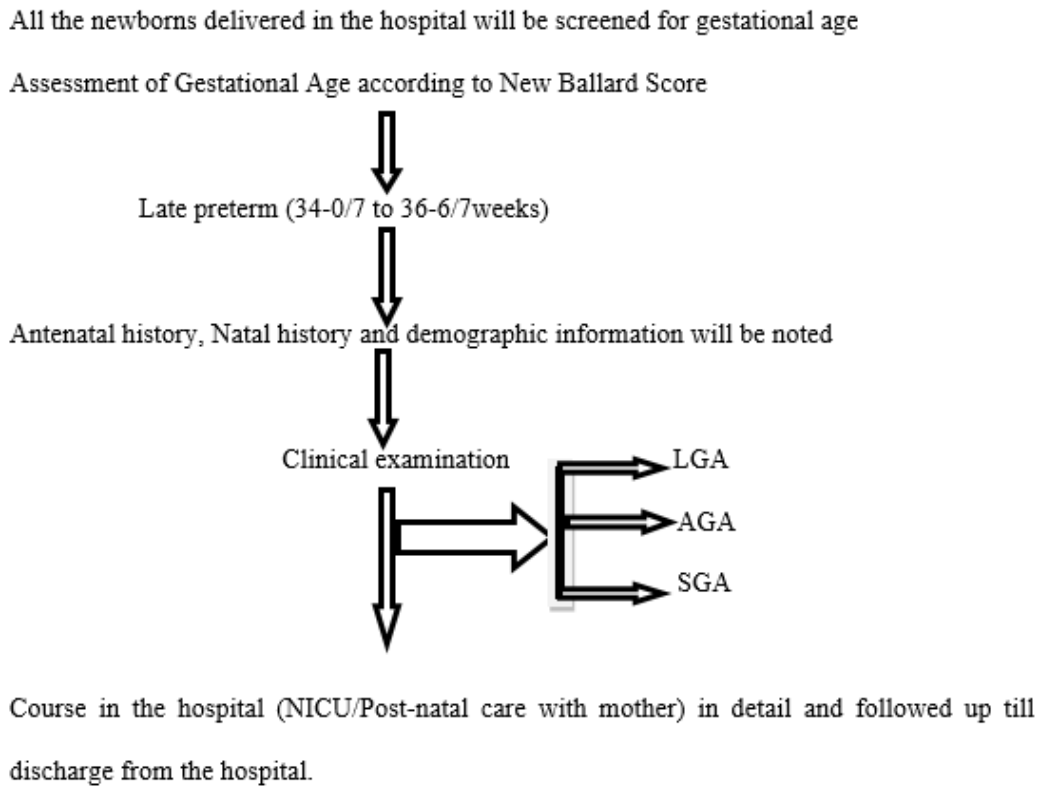 All the newborns delivered in the hospital will be screened for gestational age
Assessment of Gestational Age according to New Ballard Score
Late preterm (34-0/7 to 36-6/7weeks)
Antenatal history, Natal history and demographic information will be noted
Clinical examination
LGA
AGA
SGA
Course in the hospital (NICU/Post-natal care with mother) in detail and followed up till
discharge from the hospital.